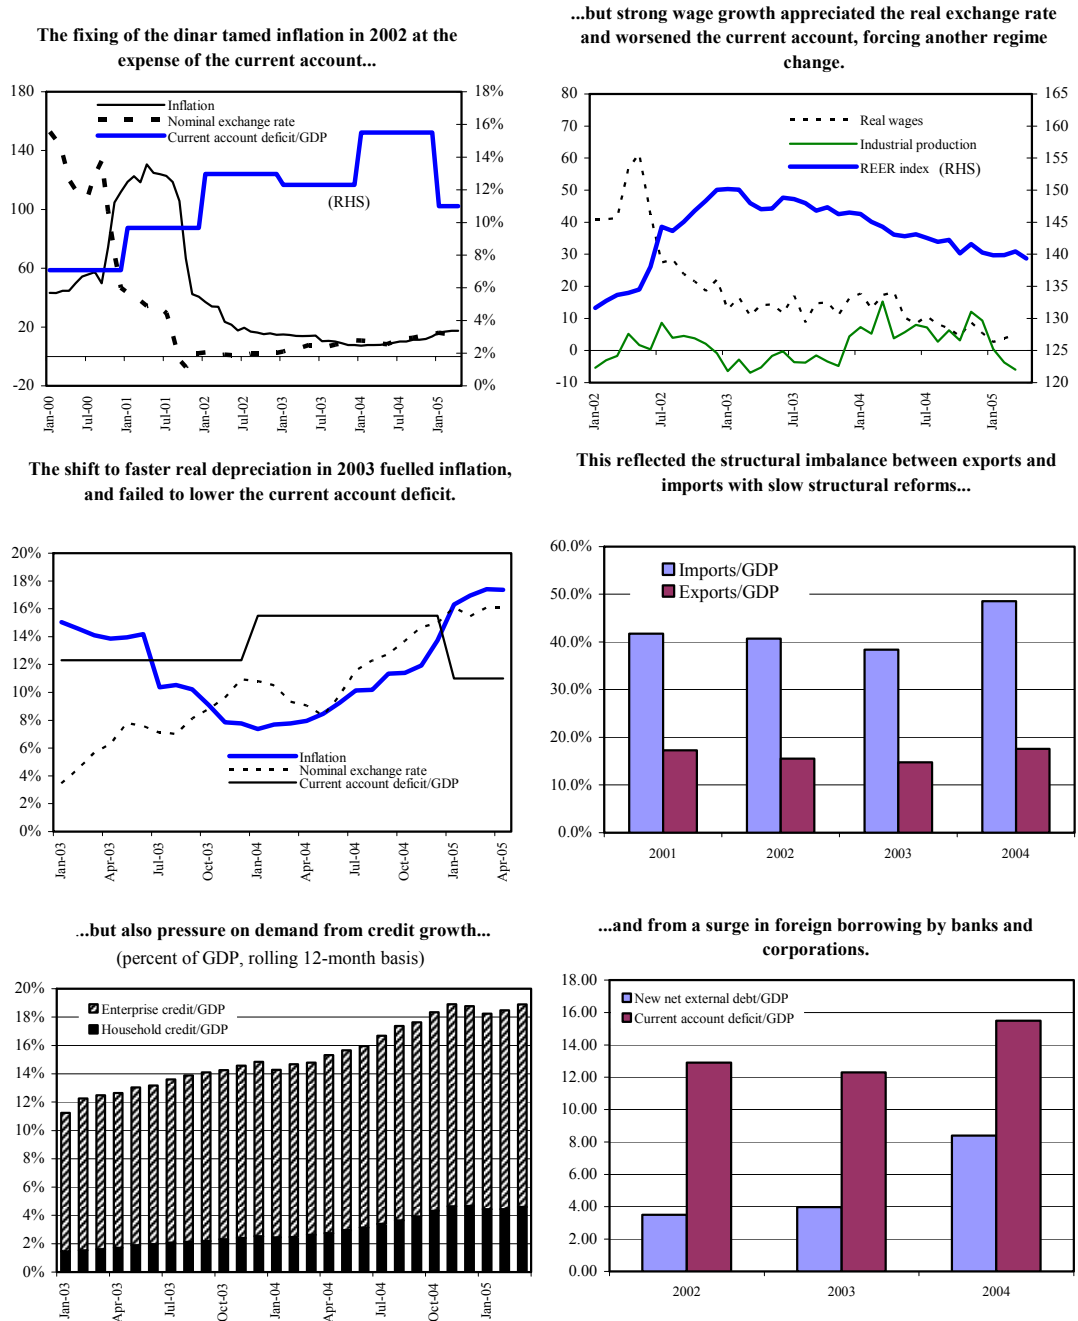 The fixing of the dinar tamed inflation in 2002 at the
expense of the current account...
180
140
100
60
20
-20
18%
16%
14%
12%
10%
8%
6%
4%
2%
0%
Inflation
Nominal exchange rate
Current account deficit/GDP
(RHS)
Jan-00
Jul-00
Jan-01
Jul-01
Jan-02
Jul-02
Jan-03
Jul-03
Jan-04
Jul-04
Jan-05
...but strong wage growth appreciated the real exchange rate
and worsened the current account, forcing another regime
change.
80
70
60
50
40
30
20
10
0
-10
165
160
155
150
145
140
135
130
125
120
Real wages
Industrial production
REER index (RHS)
Jan-02
Jul-02
Jan-03
Jul-03
Jan-04
Jul-04
Jan-05
The shift to faster real depreciation in 2003 fuelled inflation,
and failed to lower the current account deficit.
20%
18%
16%
14%
12%
10%
8%
6%
4%
2%
0%
Inflation
Nominal exchange rate
Current account deficit/GDP
Jan-03
Apr-03
Jul-03
Oct-03
Jan-04
Apr-04
Jul-04
Oct-04
Jan-05
Apr-05
This reflected the structural imbalance between exports and
imports with slow structural reforms...
60.0%
50.0%
40.0%
30.0%
20.0%
10.0%
0.0%
Imports/GDP
Exports/GDP
2001
2002
2003
2004
...but also pressure on demand from credit growth...
(percent of GDP, rolling 12-month basis)
20%
18%
16%
14%
12%
10%
8%
6%
4%
2%
0%
Enterprise credit/GDP
Household credit/GDP
Jan-03
Apr-03
Jul-03
Oct-03
Jan-04
Apr-04
Jul-04
Oct-04
Jan-05
...and from a surge in foreign borrowing by banks and
corporations.
18.00
16.00
14.00
12.00
10.00
8.00
6.00
4.00
2.00
0.00
New net external debt/GDP
Current account deficit/GDP
2002
2003
2004